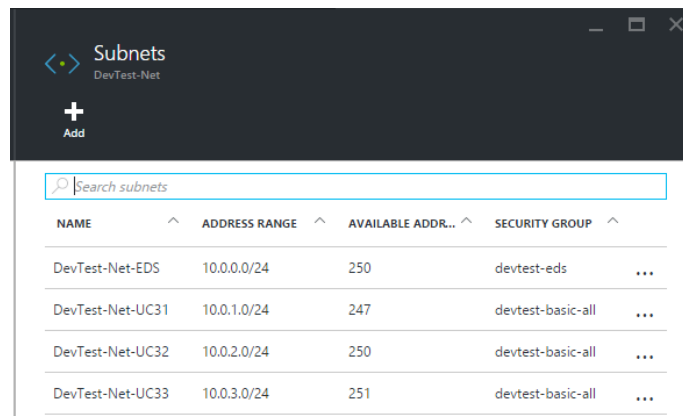 Subnets
DevTest-Net
Add
Search subnets
NAME ADDRESS RANGE AVAILABLE ADDR... SECURITY GROUP
DevTest-Net-EDS 10.0.0.0/24 250 devtest-eds ...
DevTest-Net-UC31 10.0.1.0/24 247 devtest-basic-all ...
DevTest-Net-UC32 10.0.2.0/24 250 devtest-basic-all ...
DevTest-Net-UC33 10.0.3.0/24 251 devtest-basic-all ...